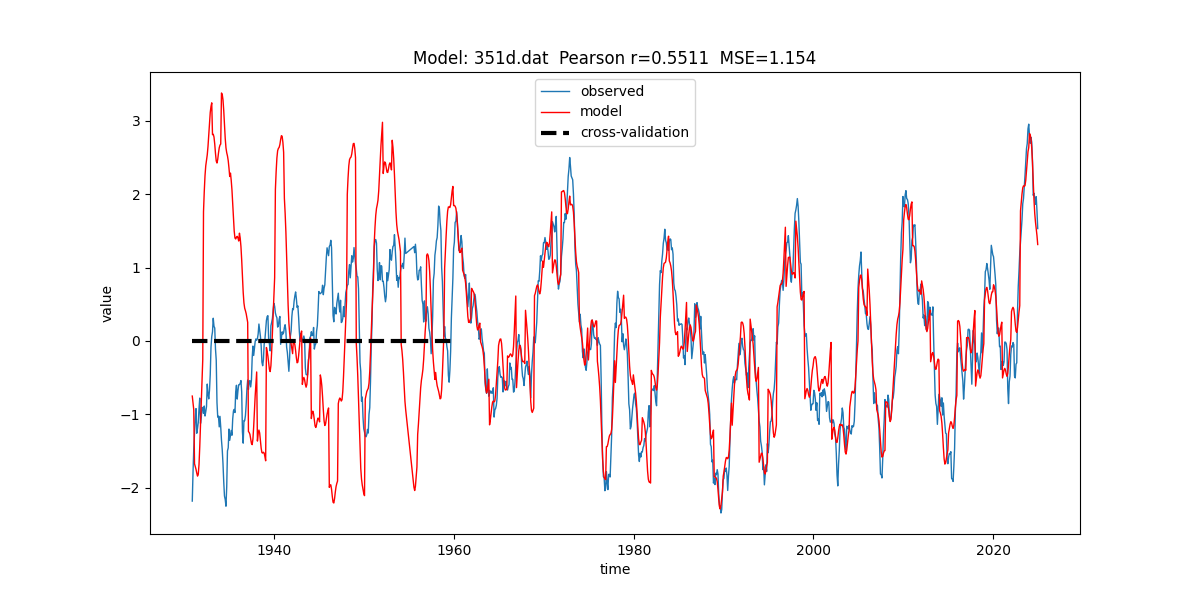 Model: 351d.dat  Pearson r=0.5511  MSE=1.154
observed
model
cross-validation
value
3
2
1
0
−1
−2
1940 1960 1980 2000 2020
time